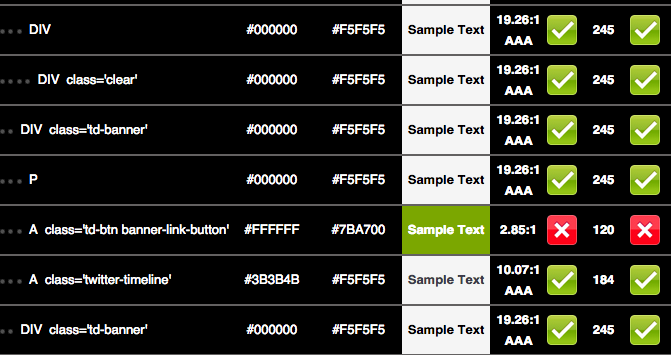 DIV #000000 #F5F5F5 Sample Text 19.26:1 AAA 245
DIV class='clear' #000000 #F5F5F5 Sample Text 19.26:1 AAA 245
DIV class='td-banner' #000000 #F5F5F5 Sample Text 19.26:1 AAA 245
P #000000 #F5F5F5 Sample Text 19.26:1 AAA 245
A class='td-btn banner-link-button' #FFFFFF #7BA700 Sample Text 2.85:1 120
A class='twitter-timeline' #3B3B4B #F5F5F5 Sample Text 10.07:1 AAA 184
DIV class='td-banner' #000000 #F5F5F5 Sample Text 19.26:1 AAA 245